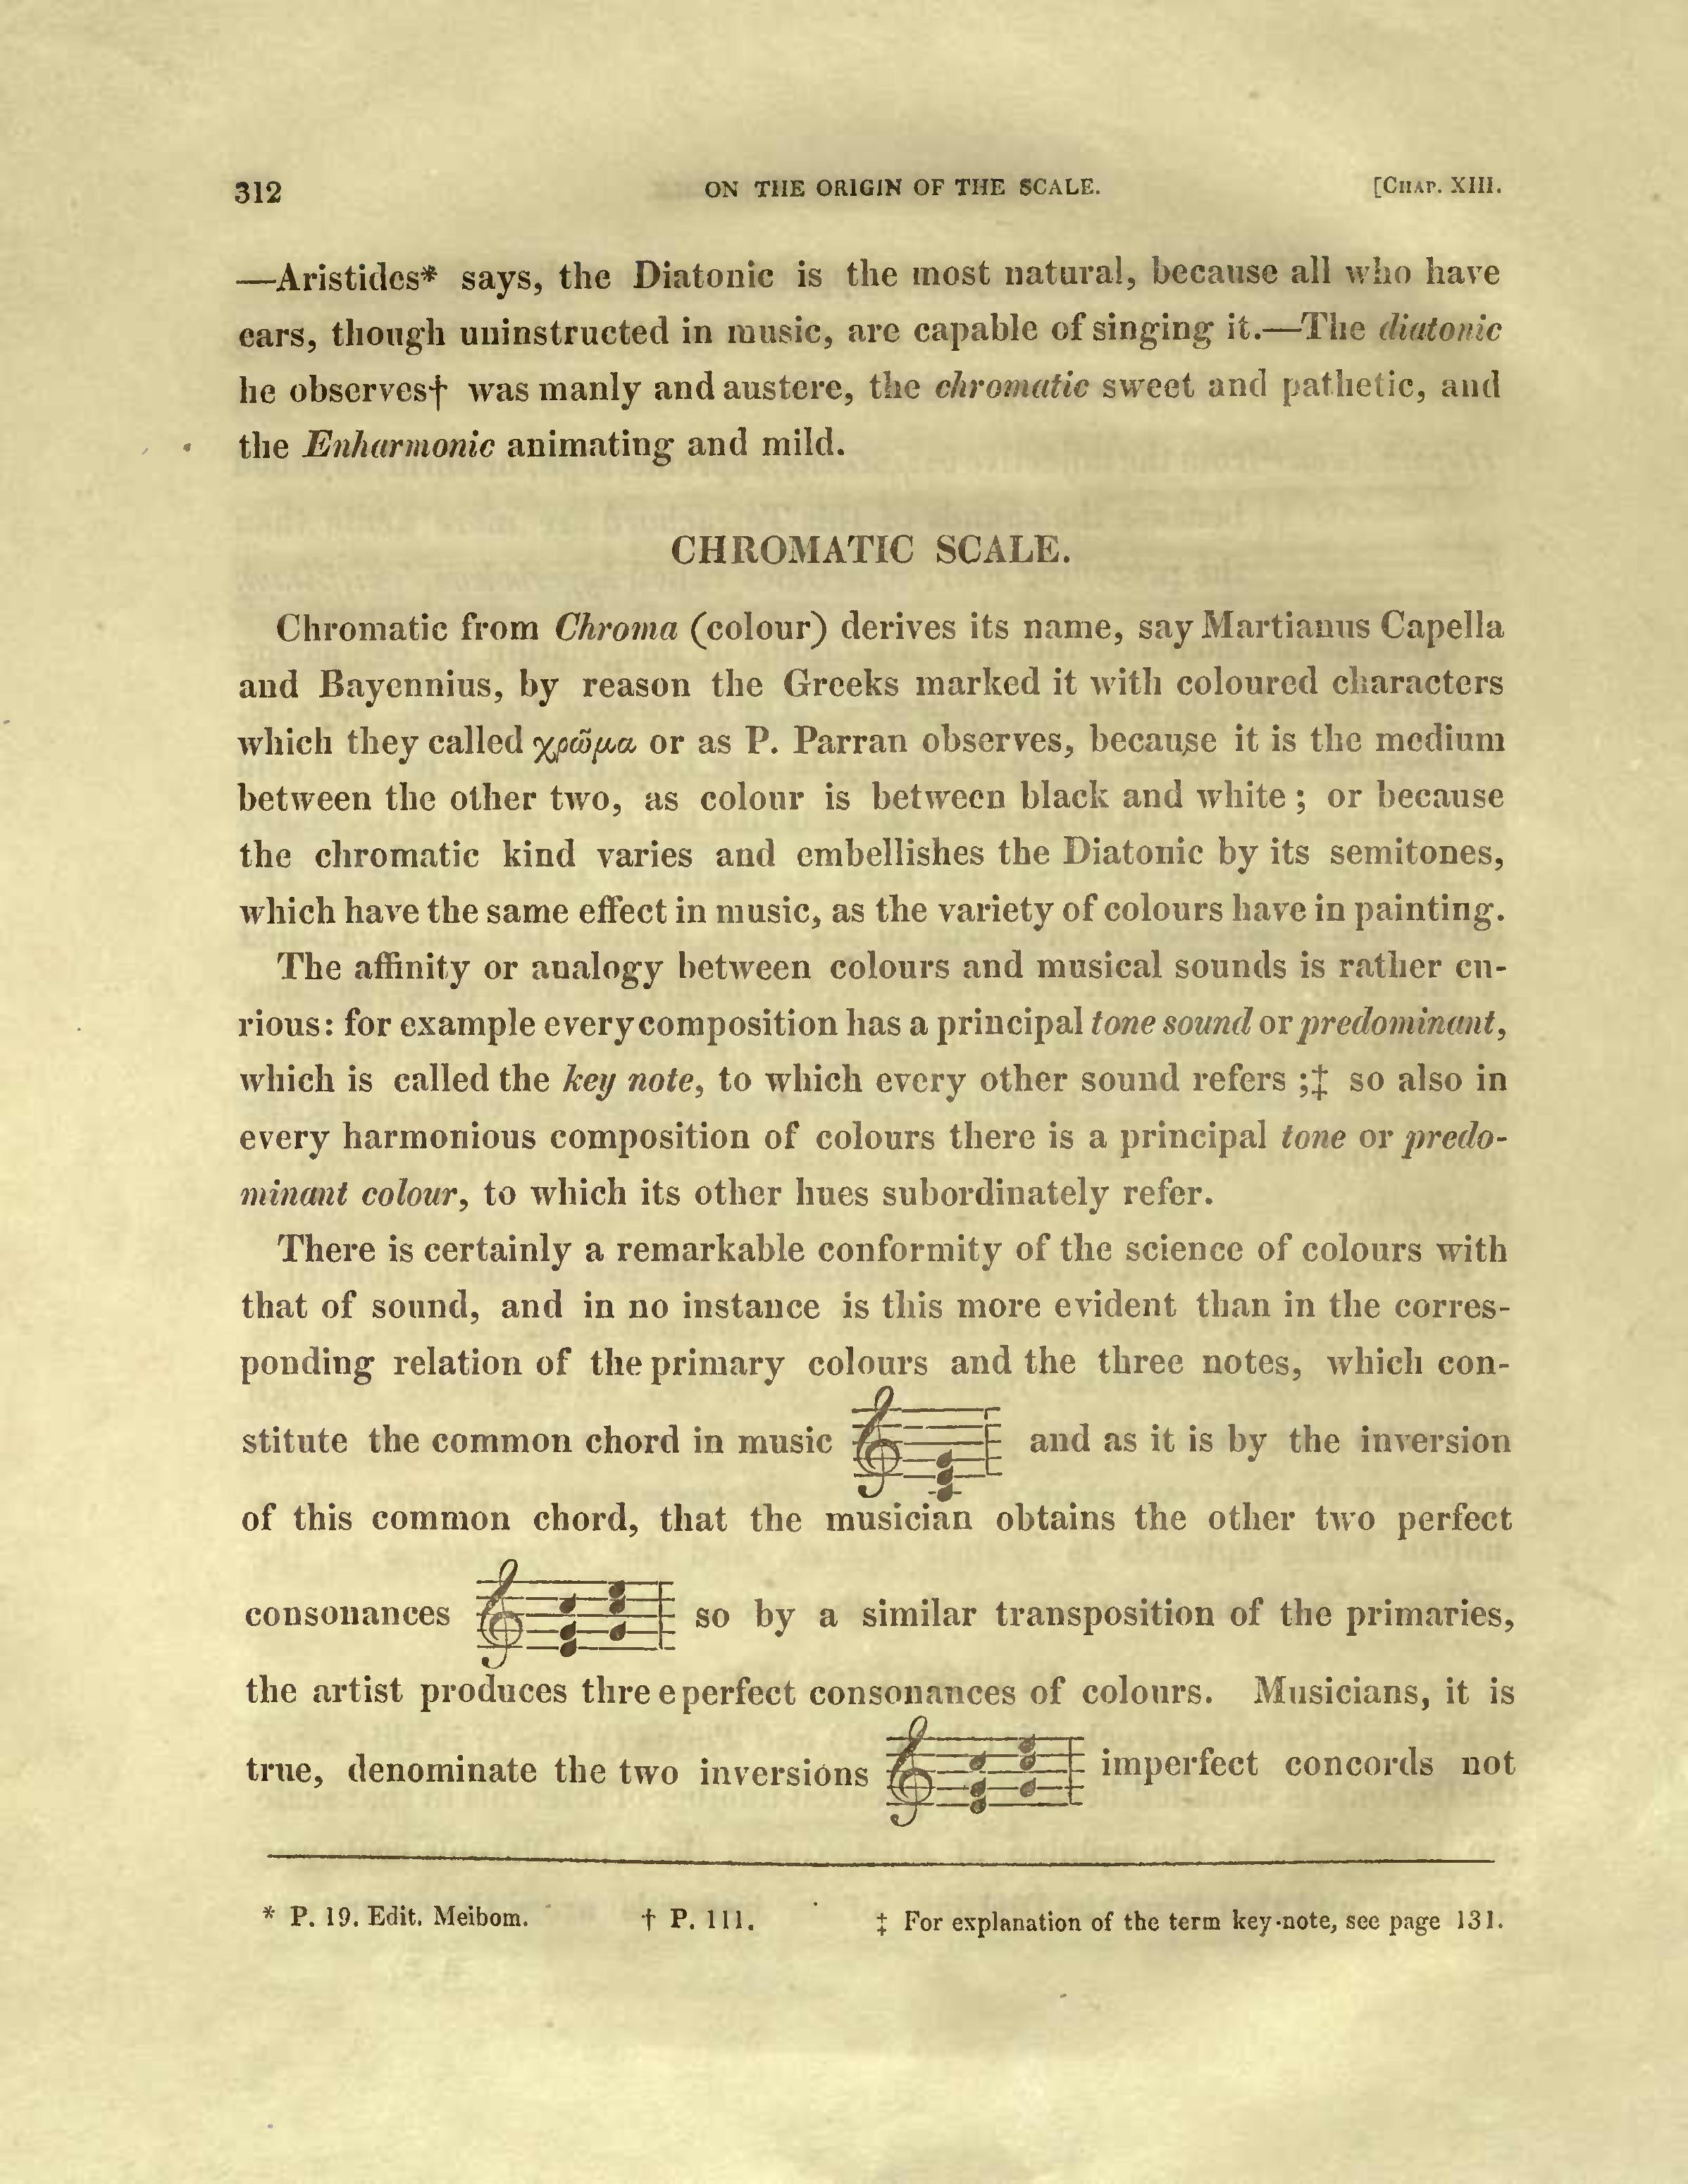 312 ON THE ORIGIN OF THE SCALE. [CHAP. XIII.
—Aristides* says, the Diatonic is the most natural, because all who have
ears, though uninstructed in music, are capable of singing it.—The diatonic
he observes† was manly and austere, the chromatic sweet and pathetic, and
the Enharmonic animating and mild.
CHROMATIC SCALE.
Chromatic from Chroma (colour) derives its name, say Martianus Capella
and Bayennius, by reason the Greeks marked it with coloured characters
which they called χρῶμα or as P. Parran observes, because it is the medium
between the other two, as colour is between black and white; or because
the chromatic kind varies and embellishes the Diatonic by its semitones,
which have the same effect in music, as the variety of colours have in painting.
The affinity or analogy between colours and musical sounds is rather cu-
rious: for example every composition has a principal tone sound or predominant,
which is called the key note, to which every other sound refers ;‡ so also in
every harmonious composition of colours there is a principal tone or predo-
minant colour, to which its other hues subordinately refer.
There is certainly a remarkable conformity of the science of colours with
that of sound, and in no instance is this more evident than in the corres-
ponding relation of the primary colours and the three notes, which con-
stitute the common chord in music and as it is by the inversion
of this common chord, that the musician obtains the other two perfect
consonances so by a similar transposition of the primaries,
the artist produces thre e perfect consonances of colours. Musicians, it is
true, denominate the two inversions imperfect concords not
* P. 19. Edit. Meibom. † P. 111. ‡ For explanation of the term key-note, see page 131.